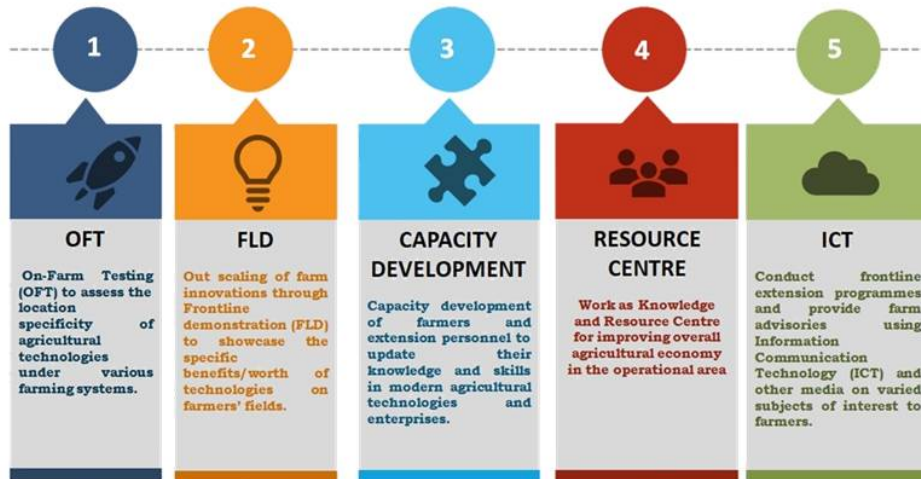 1
2
3
4
5
OFT
On-Farm Testing
(OFT) to assess the
location
specificity of
agricultural
technologies
under various
farming systems.
FLD
Out scaling of farm
innovations through
Frontline
demonstration (FLD)
to showcase the
specific
benefits/worth of
technologies on
farmers' fields.
CAPACITY
DEVELOPMENT
Capacity development
of farmers and
extension personnel to
update their
knowledge and skills
in modern agricultural
technologies and
enterprises.
RESOURCE
CENTRE
Work as Knowledge
and Resource Centre
for improving overall
agricultural economy
in the operational area
ICT
Conduct frontline
extension programmes
and provide farm
advisories using
Information
Communication
Technology (ICT) and
other media on varied
subjects of interest to
farmers.